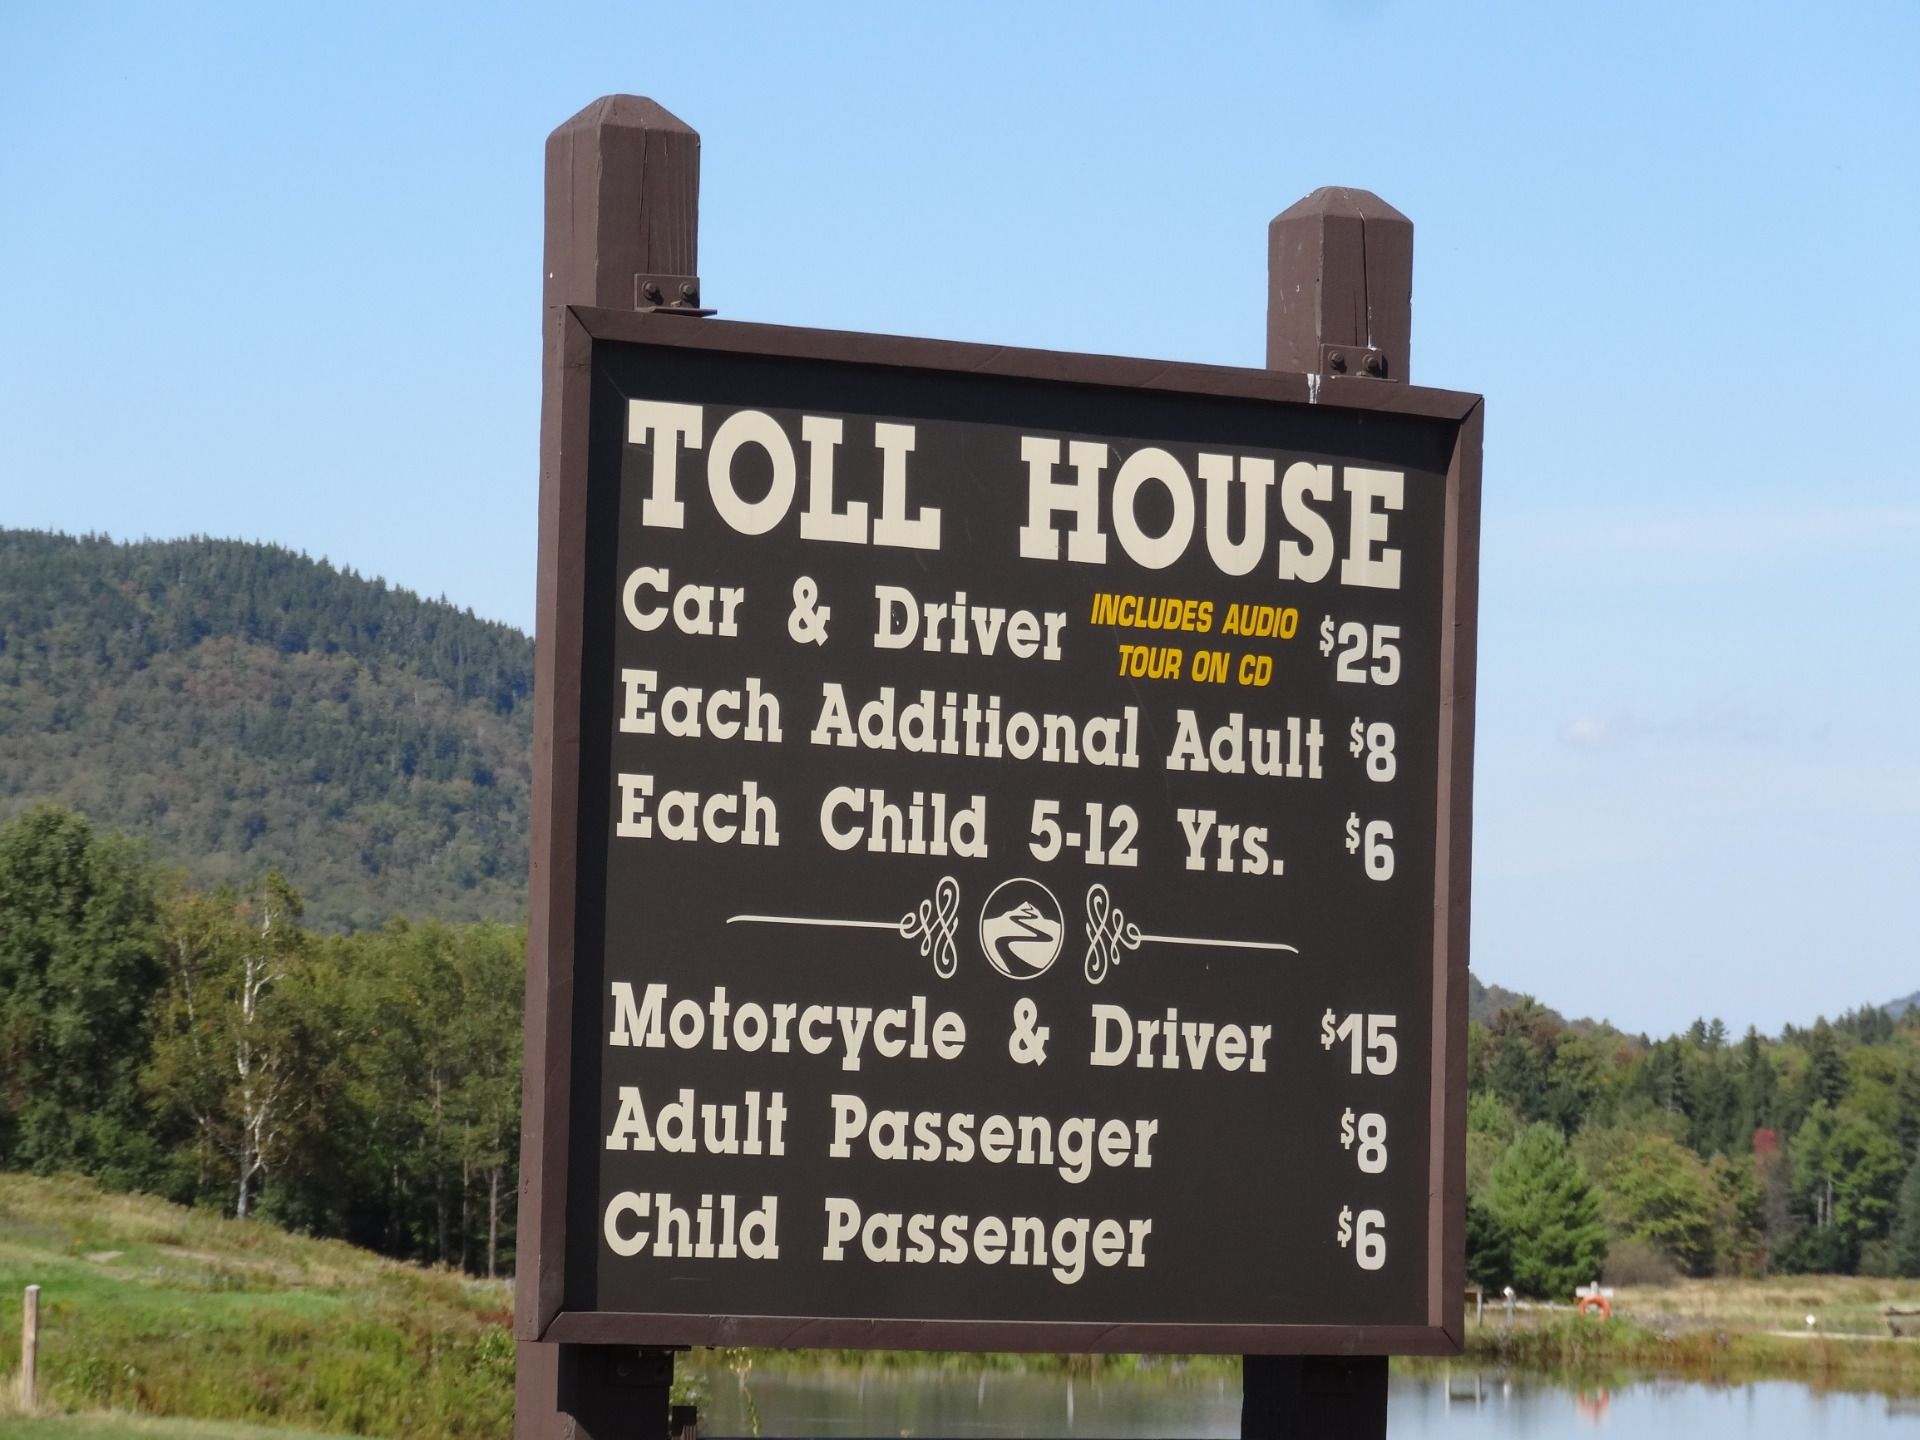 TOLL HOUSE
Car & Driver INCLUDES AUDIO TOUR ON CD $25
Each Additional Adult $8
Each Child 5-12 Yrs. $6
Motorcycle & Driver $15
Adult Passenger $8
Child Passenger $6